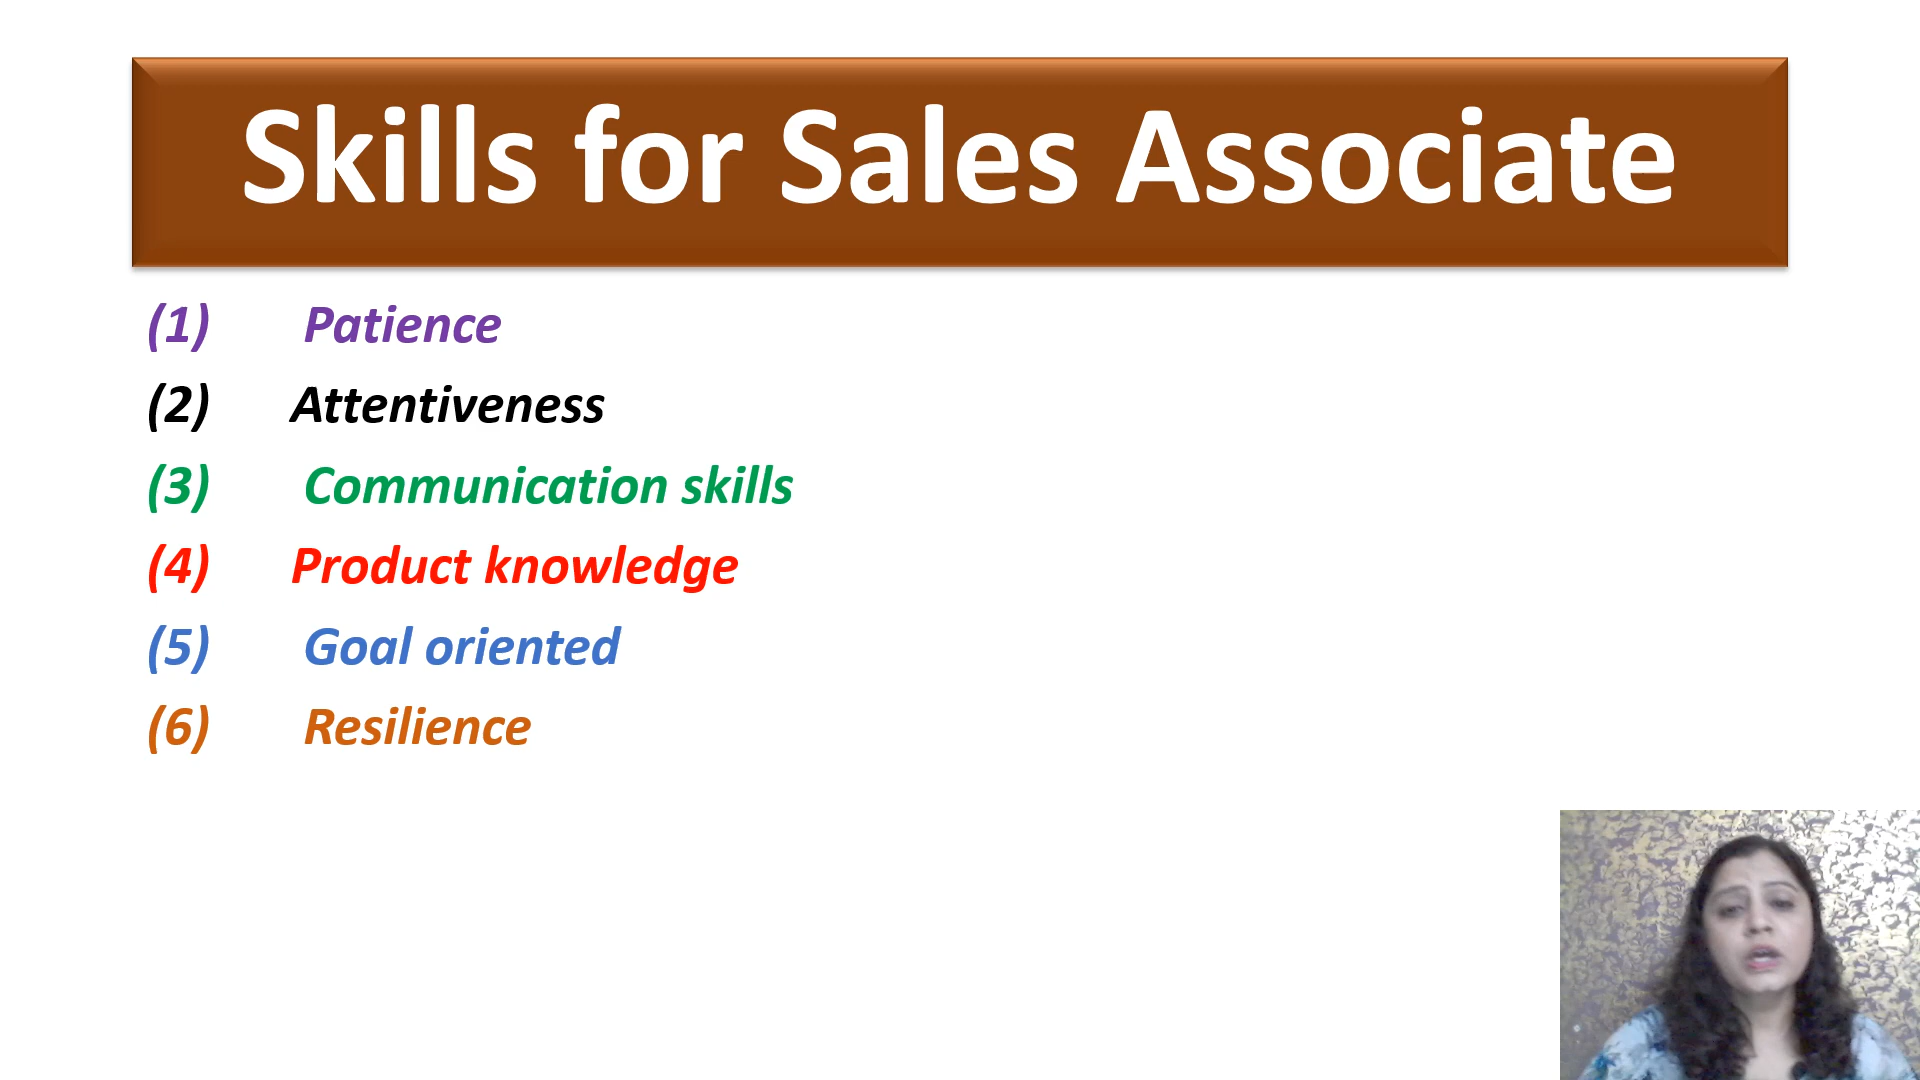 Skills for Sales Associate
(1) Patience
(2) Attentiveness
(3) Communication skills
(4) Product knowledge
(5) Goal oriented
(6) Resilience